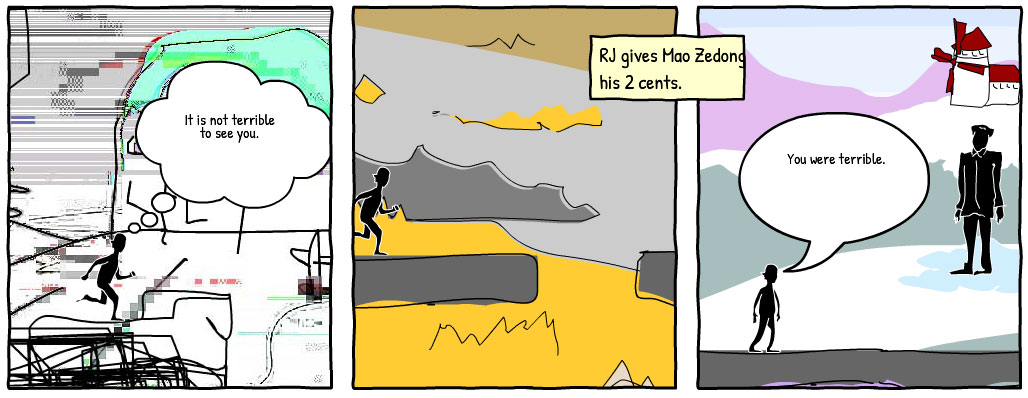 It is not terrible
to see you.
RJ gives Mao Zedong
his 2 cents.
You were terrible.